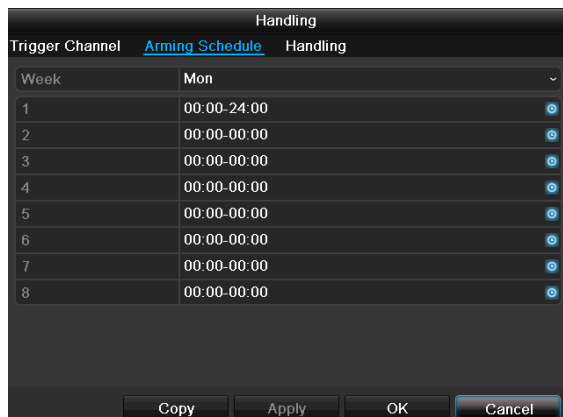 Handling
Trigger Channel Arming Schedule Handling
Week Mon
1 00:00-24:00
2 00:00-00:00
3 00:00-00:00
4 00:00-00:00
5 00:00-00:00
6 00:00-00:00
7 00:00-00:00
8 00:00-00:00
Copy Apply OK Cancel